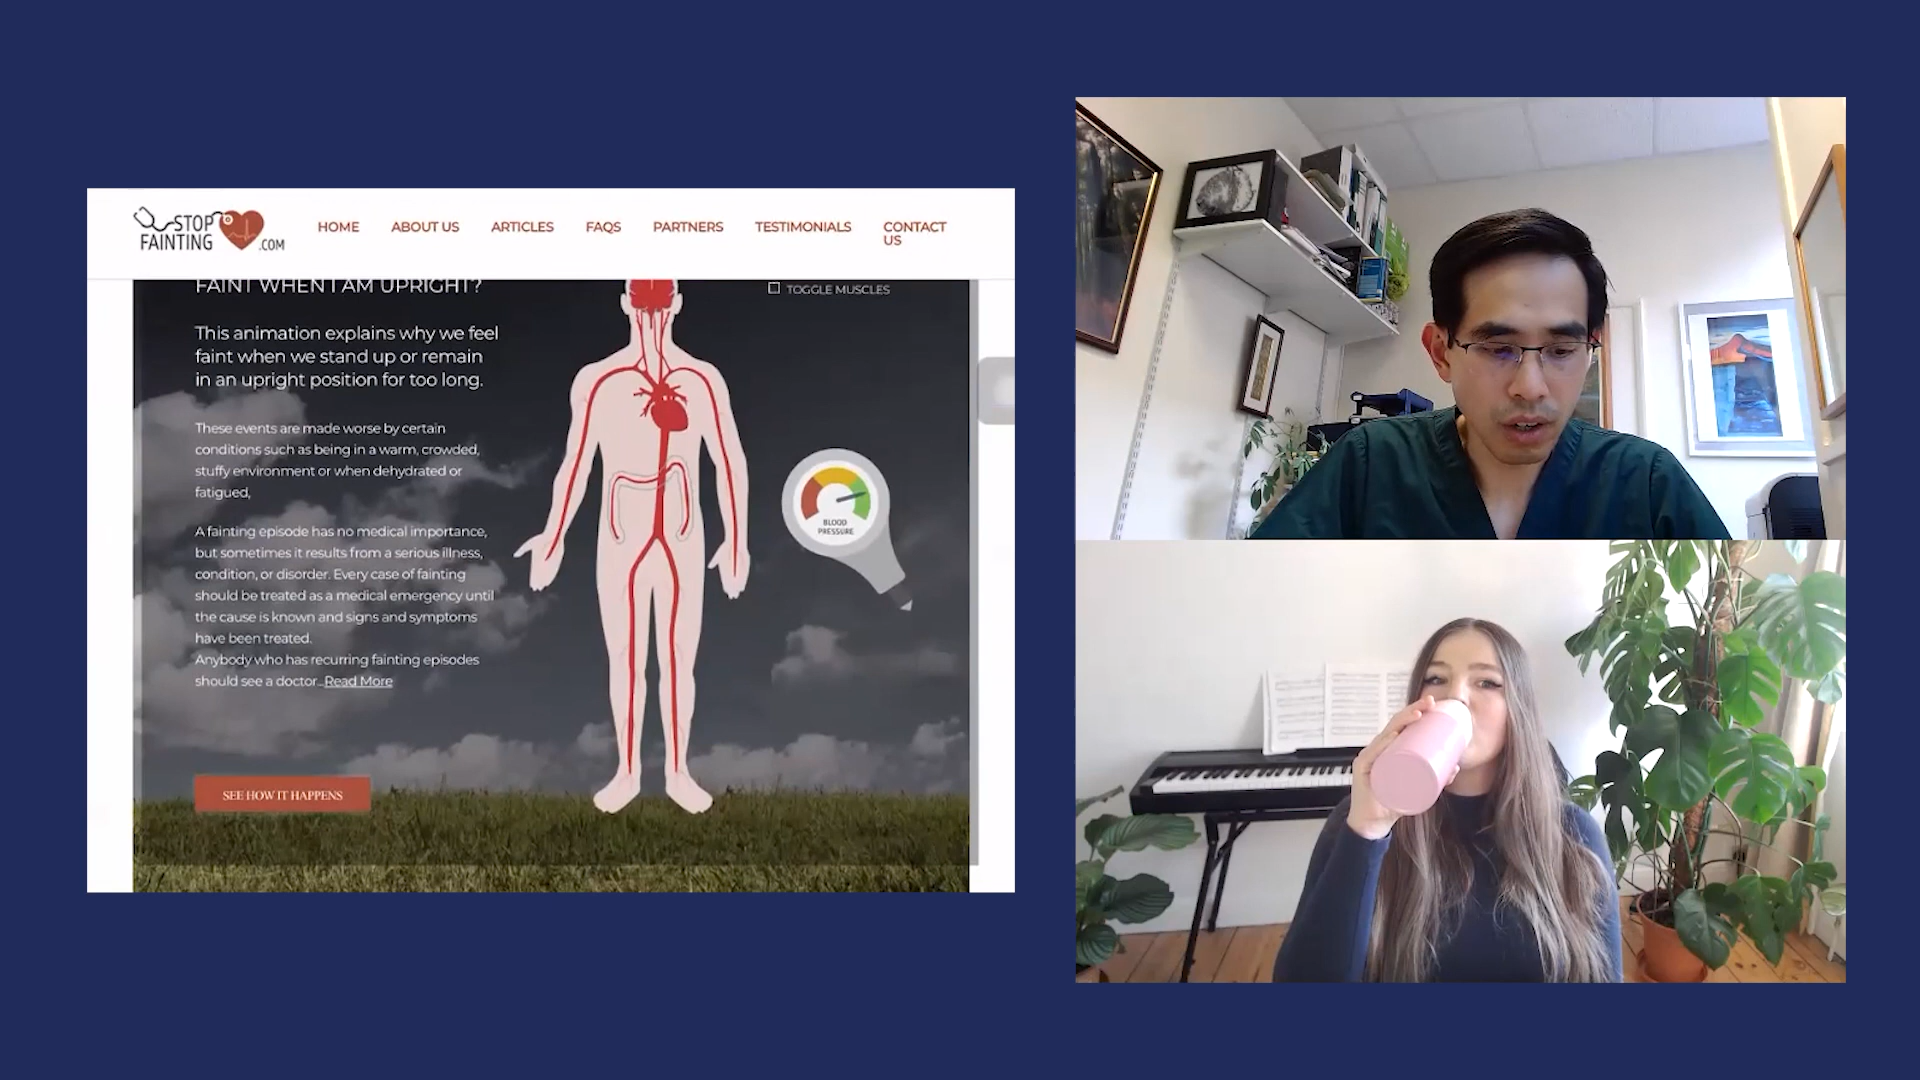 STOP
FAINTING
.COM
HOME
ABOUT US
ARTICLES
FAQS
PARTNERS
TESTIMONIALS
CONTACT
US
FAINT WHEN I AM UPRIGHT?
TOGGLE MUSCLES
This animation explains why we feel
faint when we stand up or remain
in an upright position for too long.
These events are made worse by certain
conditions such as being in a warm, crowded,
stuffy environment or when dehydrated or
fatigued,
A fainting episode has no medical importance,
but sometimes it results from a serious illness,
condition, or disorder. Every case of fainting
should be treated as a medical emergency until
the cause is known and signs and symptoms
have been treated.
Anybody who has recurring fainting episodes
should see a doctor...Read More
BLOOD
PRESSURE
SEE HOW IT HAPPENS